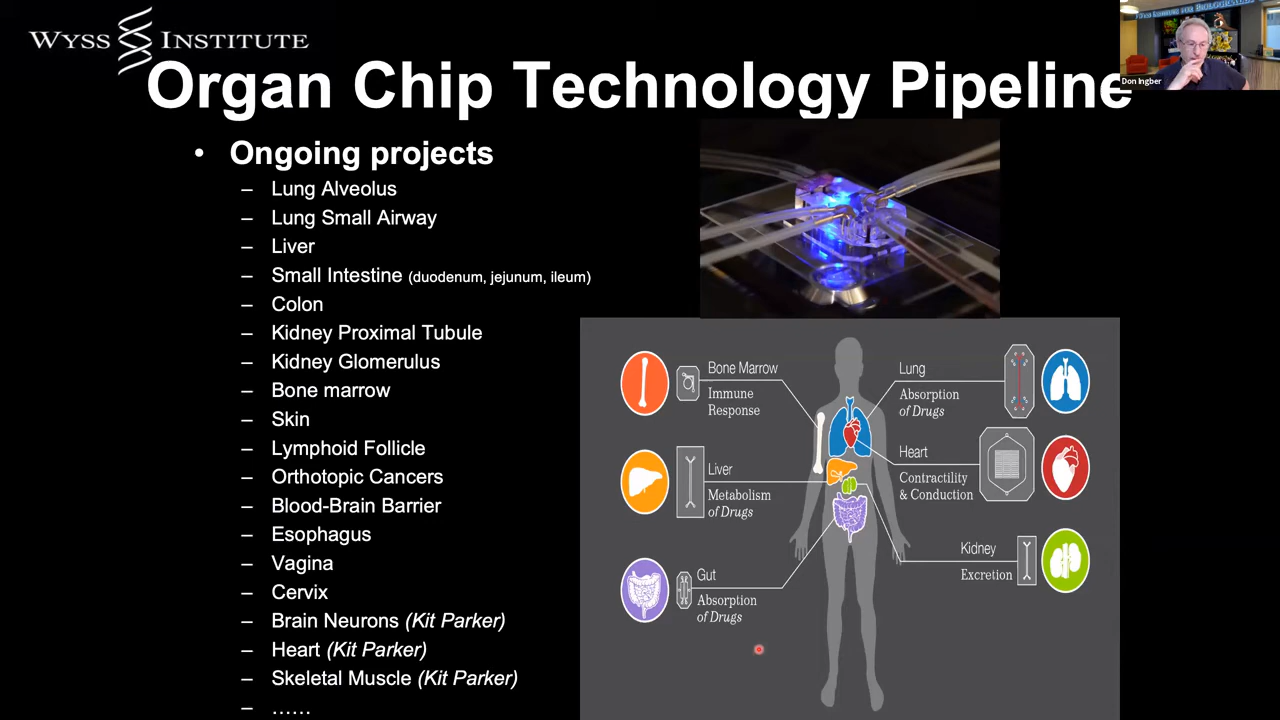 WYSS INSTITUTE
Organ Chip Technology Pipeline
Don Ingber
• Ongoing projects
– Lung Alveolus
– Lung Small Airway
– Liver
– Small Intestine (duodenum, jejunum, ileum)
– Colon
– Kidney Proximal Tubule
– Kidney Glomerulus
– Bone marrow
– Skin
– Lymphoid Follicle
– Orthotopic Cancers
– Blood-Brain Barrier
– Esophagus
– Vagina
– Cervix
– Brain Neurons (Kit Parker)
– Heart (Kit Parker)
– Skeletal Muscle (Kit Parker)
– ......
Bone Marrow
Immune
Response
Liver
Metabolism
of Drugs
Gut
Absorption
of Drugs
Lung
Absorption
of Drugs
Heart
Contractility
& Conduction
Kidney
Excretion